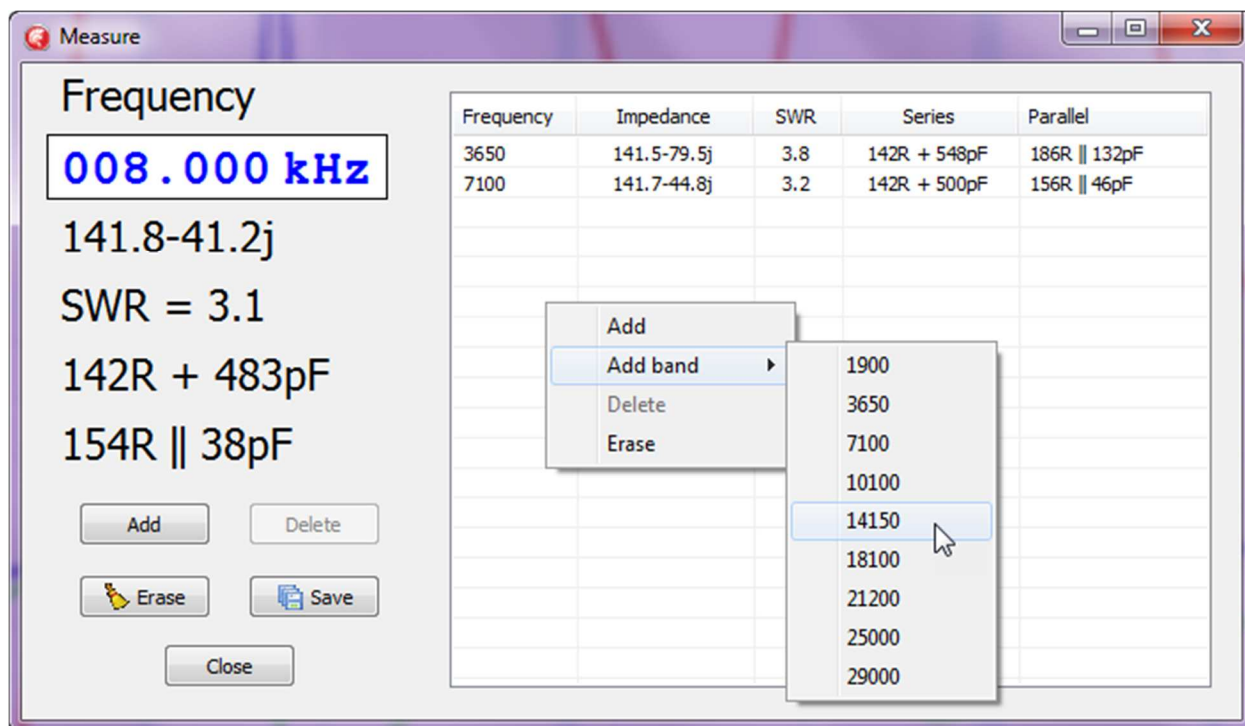 Measure
Frequency
008.000 kHz
141.8-41.2j
SWR = 3.1
142R + 483pF
154R || 38pF
Add Delete
Erase Save
Close
Frequency Impedance SWR Series Parallel
3650 141.5-79.5j 3.8 142R + 548pF 186R || 132pF
7100 141.7-44.8j 3.2 142R + 500pF 156R || 46pF
Add
Add band
Delete
Erase
1900
3650
7100
10100
14150
18100
21200
25000
29000